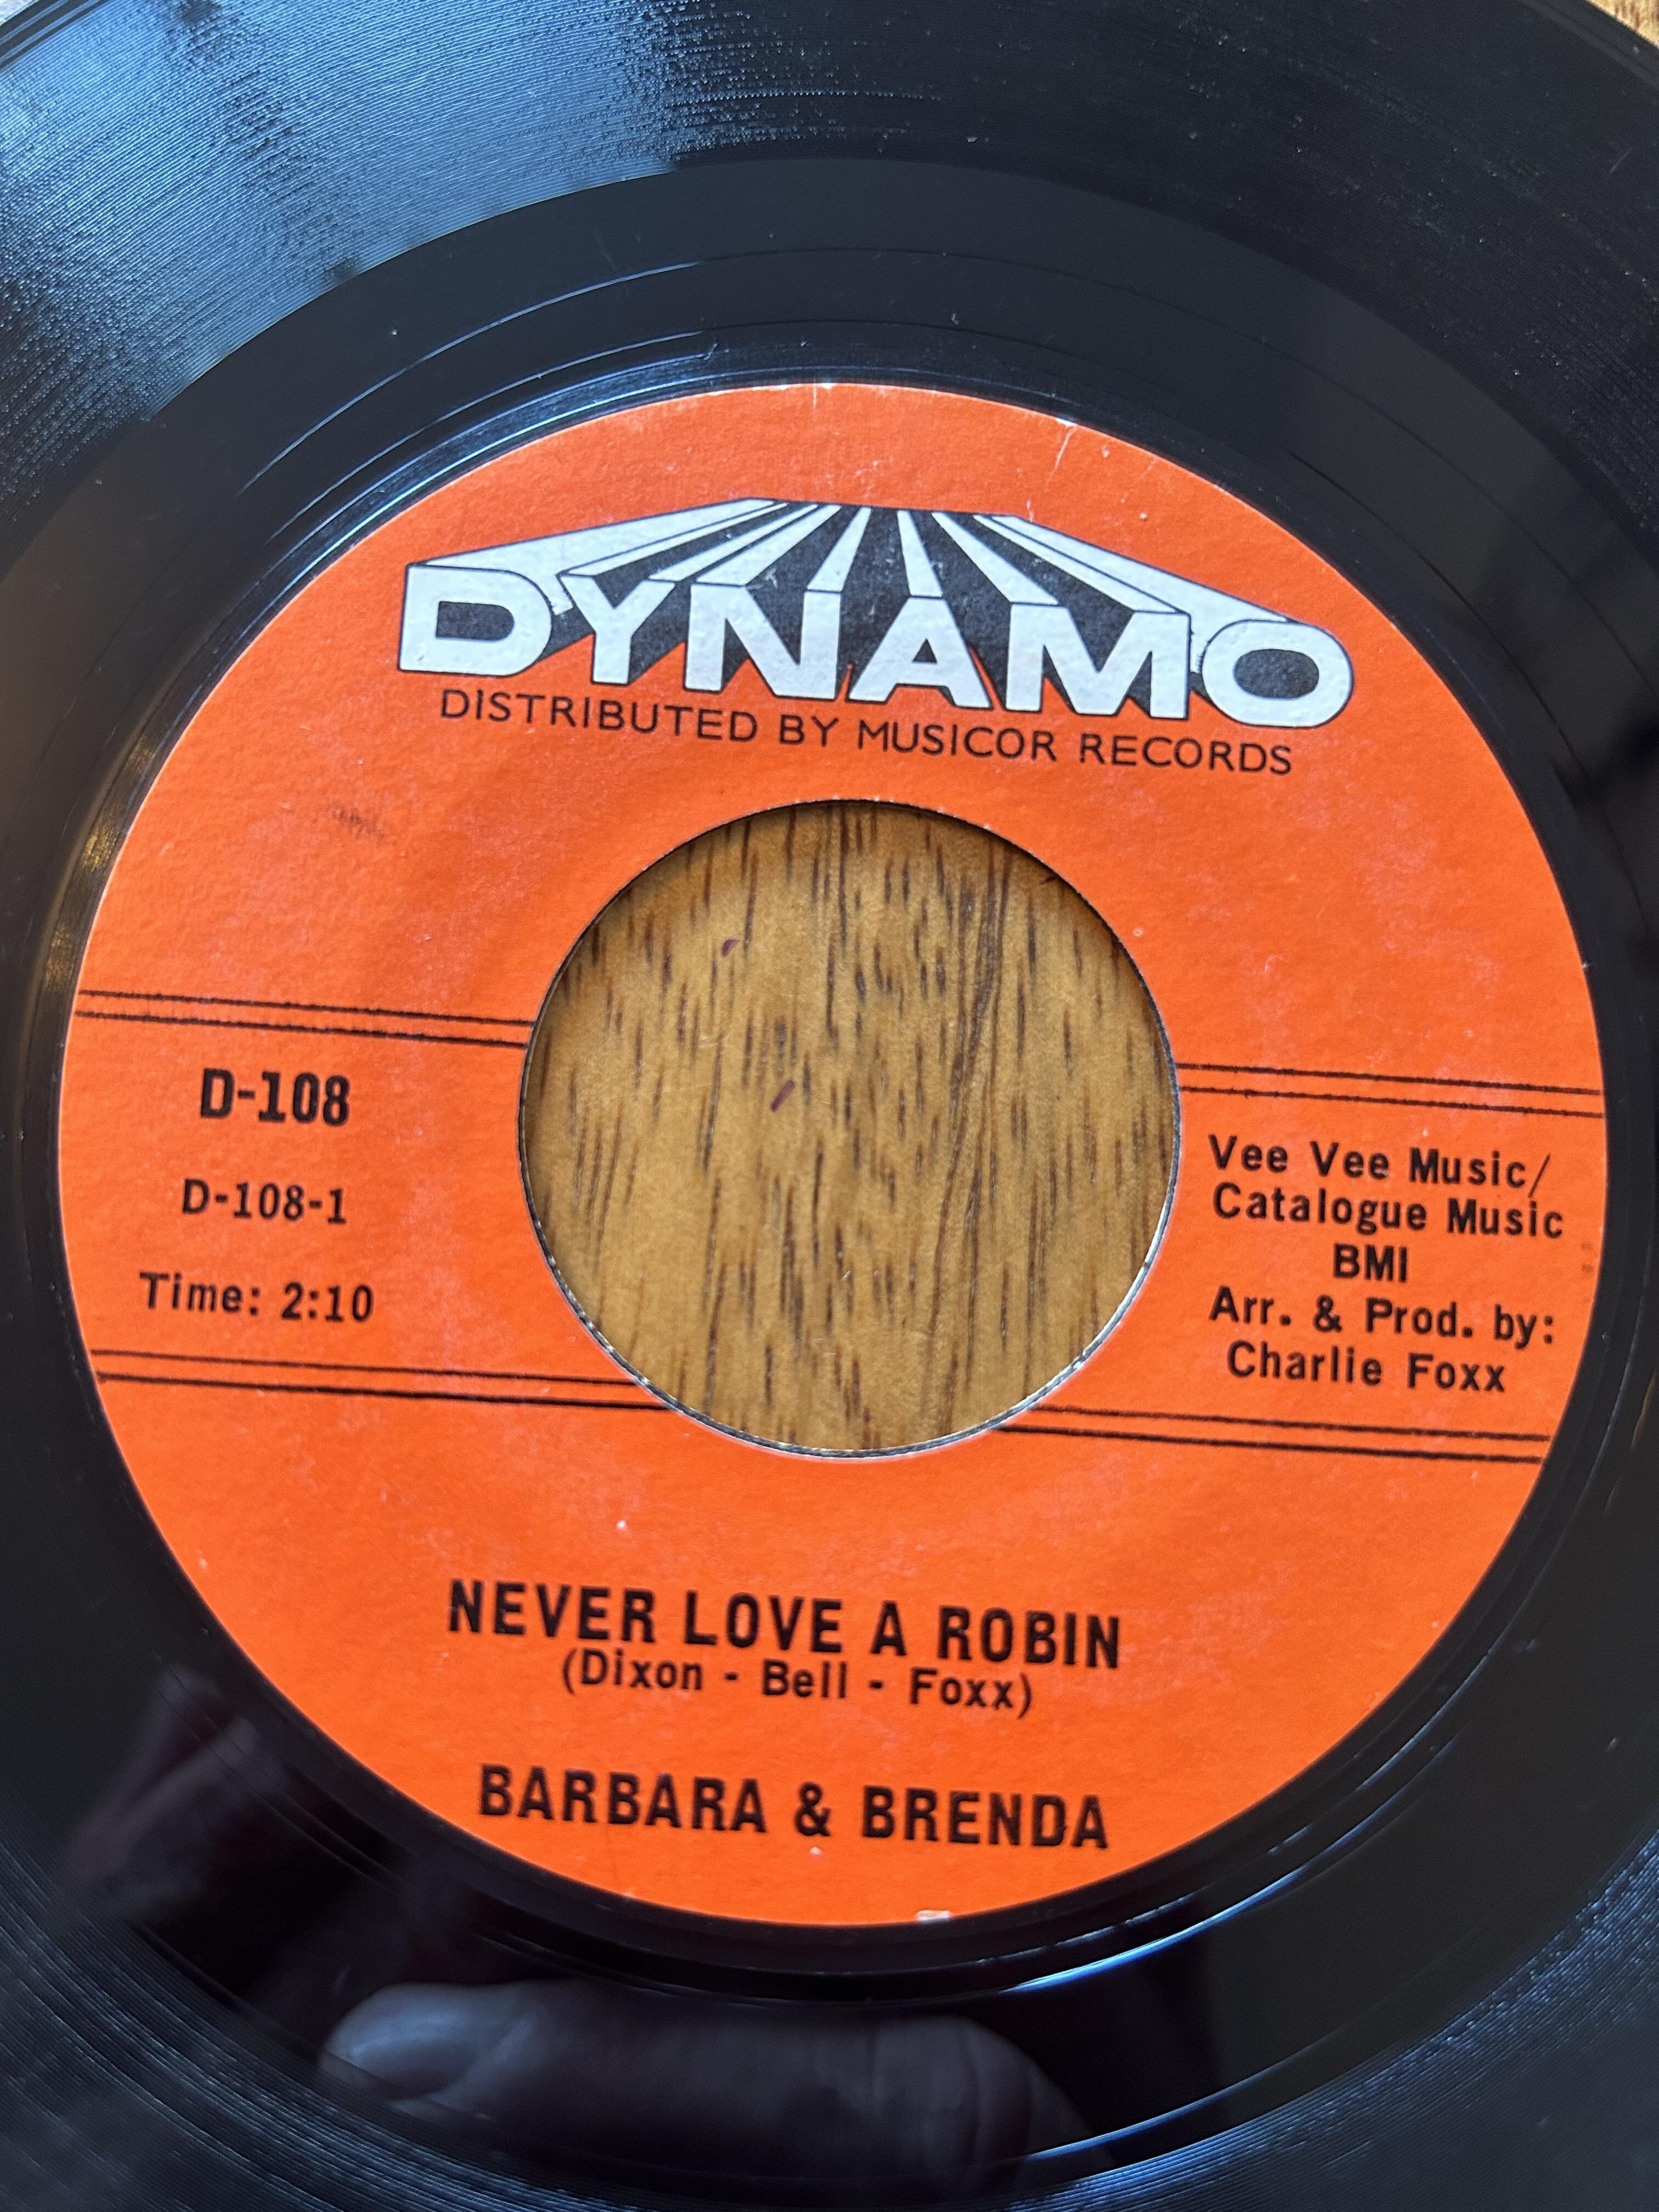 DYNAMO
DISTRIBUTED BY MUSICOR RECORDS
D-108
D-108-1
Time: 2:10
Vee Vee Music/
Catalogue Music
BMI
Arr. & Prod. by:
Charlie Foxx
NEVER LOVE A ROBIN
(Dixon - Bell - Foxx)
BARBARA & BRENDA